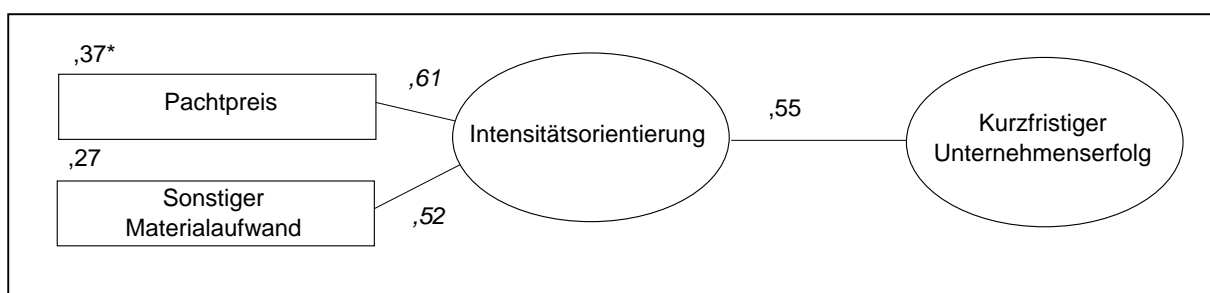 ,37*
Pachtpreis
,61
,27
Sonstiger
Materialaufwand
,52
Intensitätsorientierung
,55
Kurzfristiger
Unternehmenserfolg